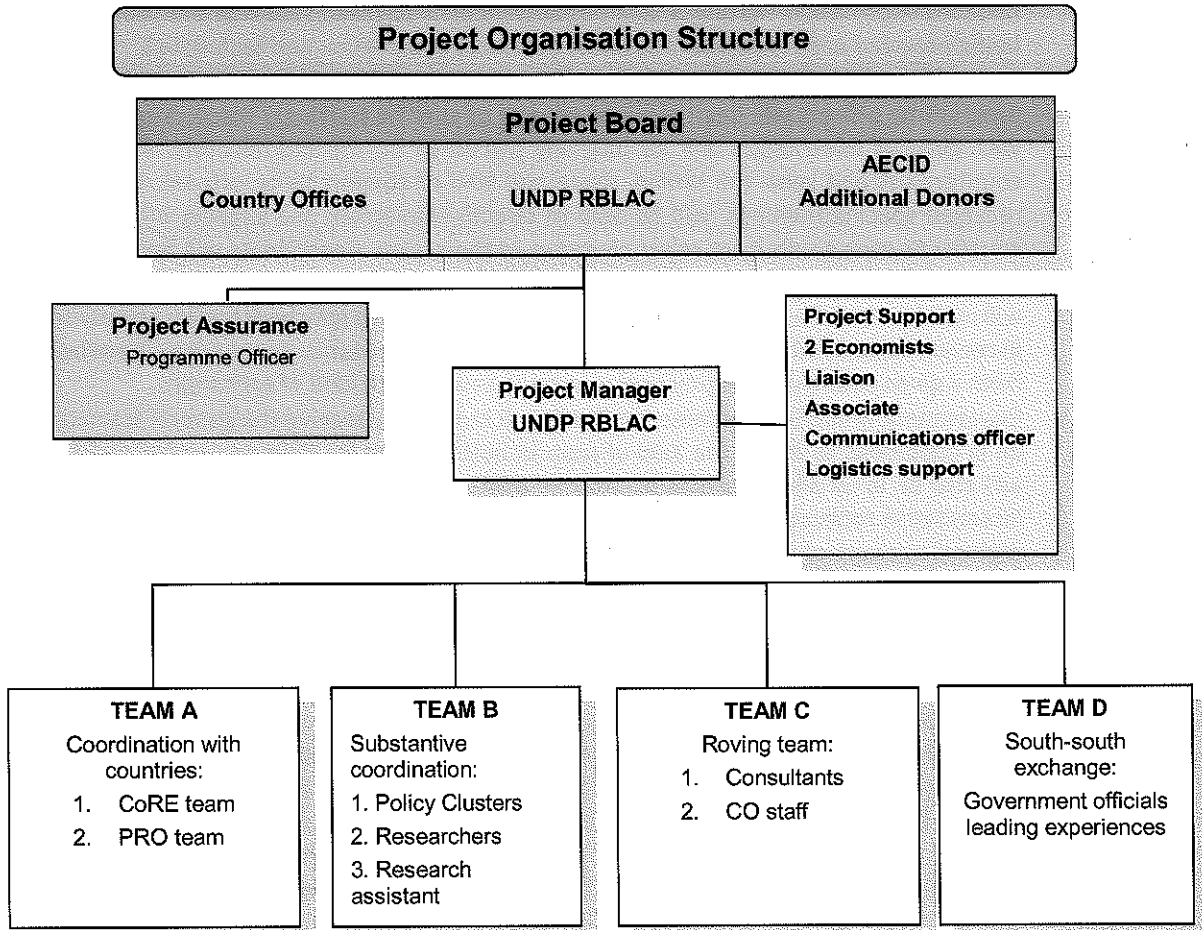 Project Organisation Structure
Project Board
Country Offices
UNDP RBLAC
AECID
Additional Donors
Project Assurance
Programme Officer
Project Manager
UNDP RBLAC
Project Support
2 Economists
Liaison
Associate
Communications officer
Logistics support
TEAM A
Coordination with
countries:
1. CoRE team
2. PRO team
TEAM B
Substantive
coordination:
1. Policy Clusters
2. Researchers
3. Research
assistant
TEAM C
Roving team:
1. Consultants
2. CO staff
TEAM D
South-south
exchange:
Government officials
leading experiences